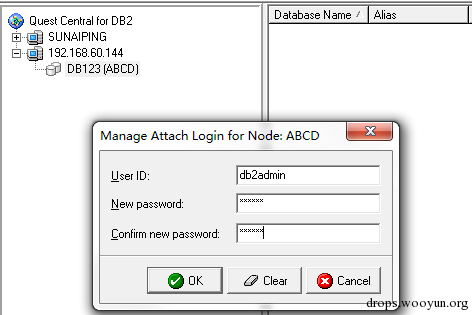 Quest Central for DB2
SUNAIPING
192.168.60.144
DB123 (ABCD)
Database Name
Alias
Manage Attach Login for Node: ABCD
User ID:
db2admin
New password:
******
Confirm new password:
******
OK
Clear
Cancel
drops.wooyun.org